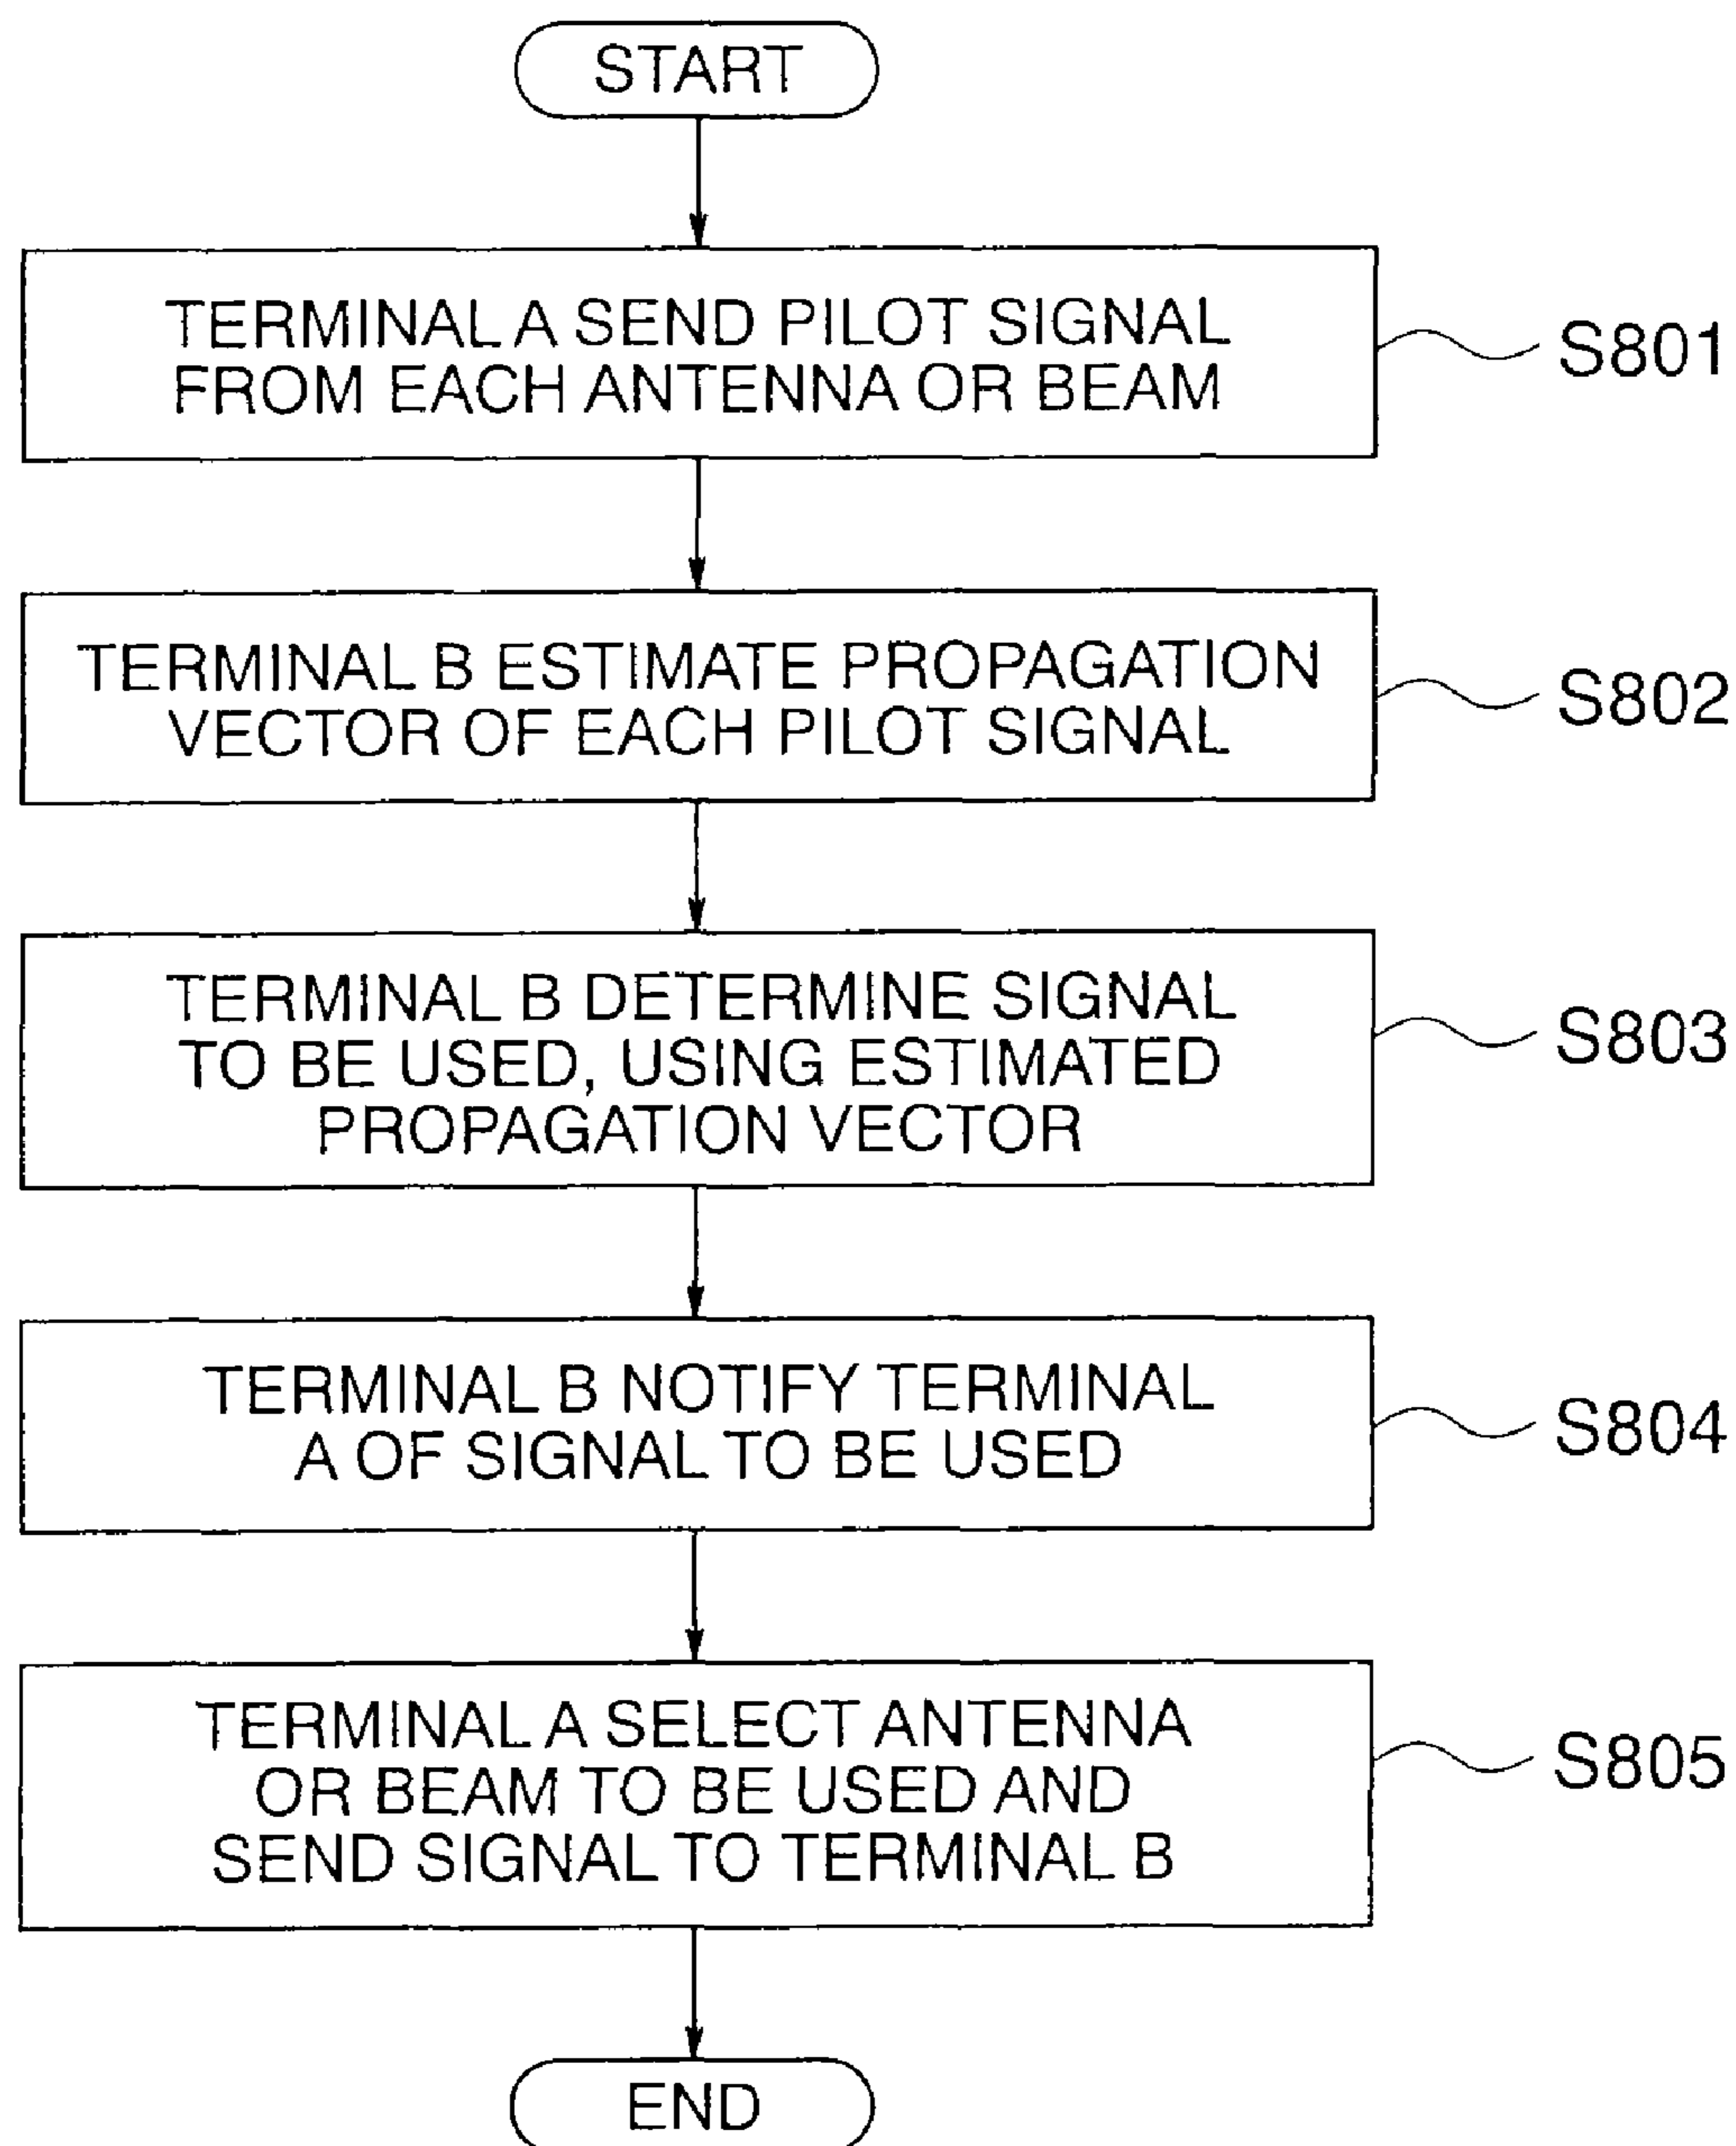 START
TERMINAL A SEND PILOT SIGNAL
FROM EACH ANTENNA OR BEAM
S801
TERMINAL B ESTIMATE PROPAGATION
VECTOR OF EACH PILOT SIGNAL
S802
TERMINAL B DETERMINE SIGNAL
TO BE USED, USING ESTIMATED
PROPAGATION VECTOR
S803
TERMINAL B NOTIFY TERMINAL
A OF SIGNAL TO BE USED
S804
TERMINAL A SELECT ANTENNA
OR BEAM TO BE USED AND
SEND SIGNAL TO TERMINAL B
S805
END